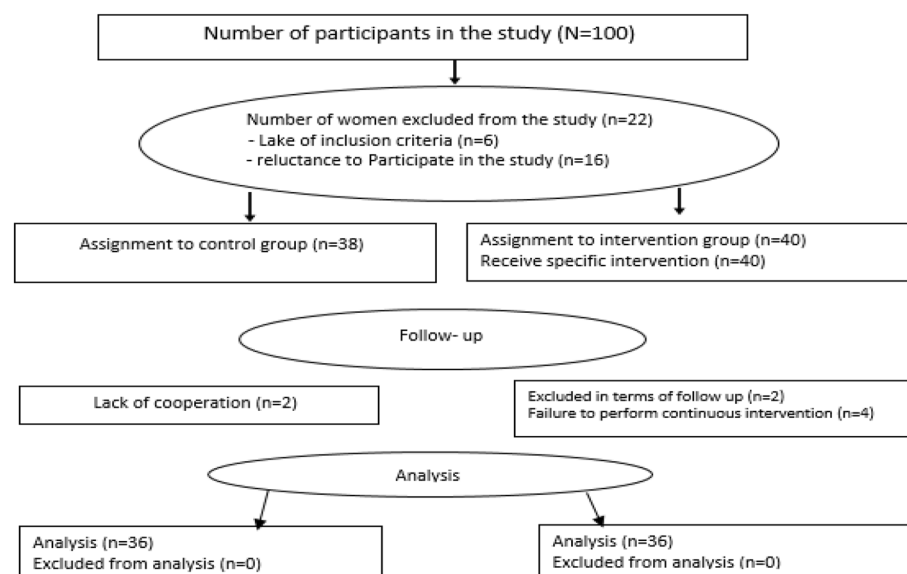 Number of participants in the study (N=100)
Number of women excluded from the study (n=22)
- Lake of inclusion criteria (n=6)
- reluctance to Participate in the study (n=16)
Assignment to control group (n=38)
Assignment to intervention group (n=40)
Receive specific intervention (n=40)
Follow- up
Lack of cooperation (n=2)
Excluded in terms of follow up (n=2)
Failure to perform continuous intervention (n=4)
Analysis
Analysis (n=36)
Excluded from analysis (n=0)
Analysis (n=36)
Excluded from analysis (n=0)